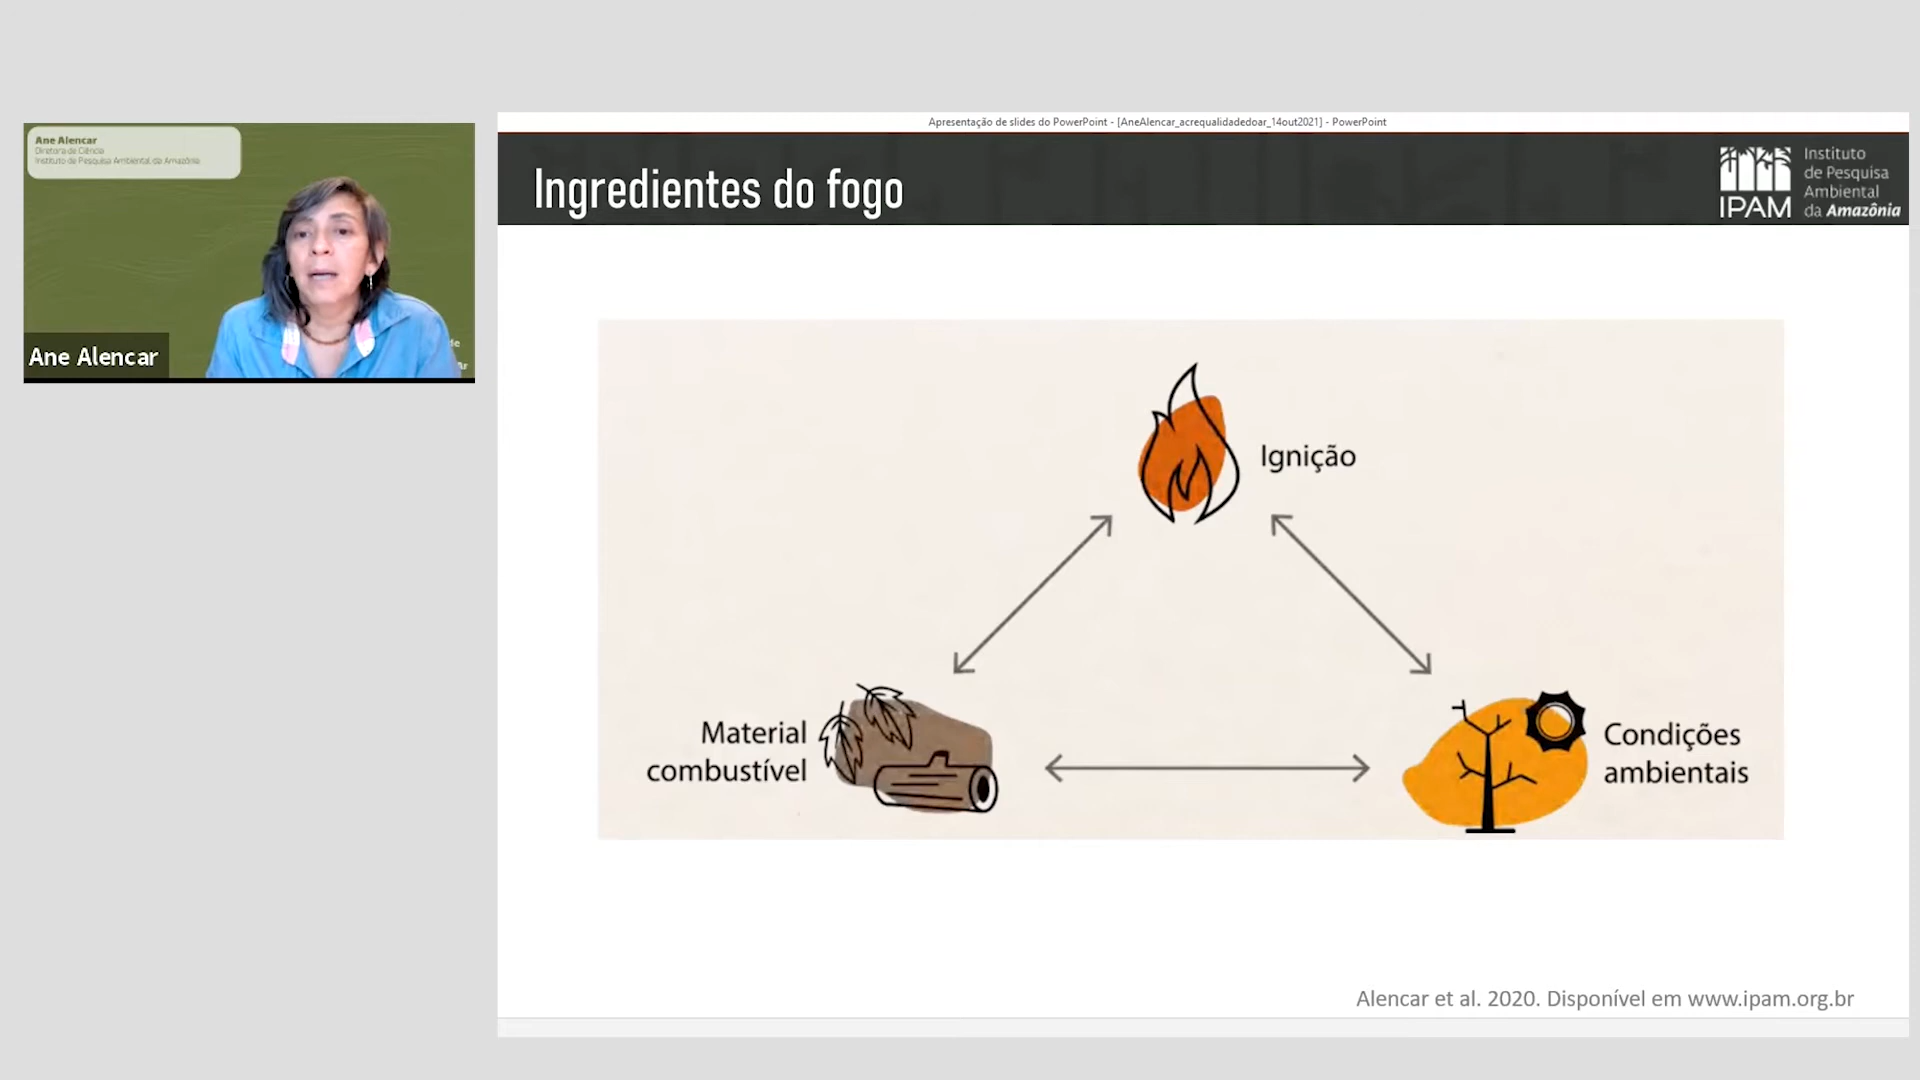 Ane Alencar
Diretora de Ciência
Instituto de Pesquisa Ambiental da Amazônia
Ane Alencar
de
Ar
Apresentação de slides do PowerPoint - [AneAlencar_acrequalidadedoar_14out2021] - PowerPoint
Ingredientes do fogo
IPAM
Instituto
de Pesquisa
Ambiental
da Amazônia
Ignição
Material
combustível
Condições
ambientais
Alencar et al. 2020. Disponível em www.ipam.org.br